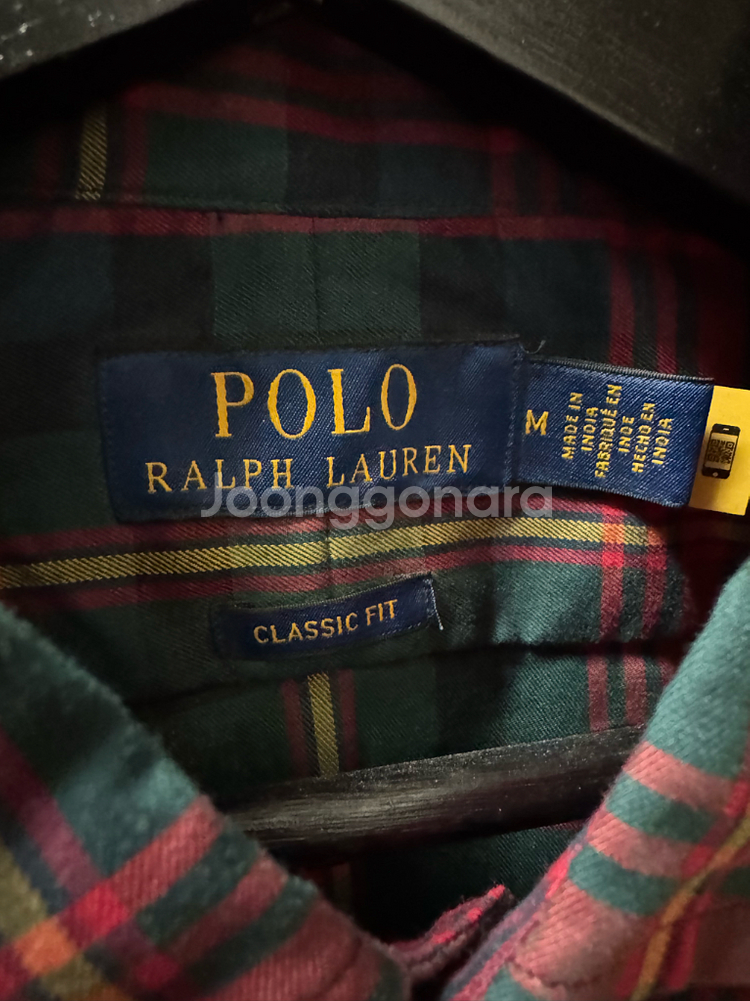 POLO
RALPH LAUREN
M
MADE IN
INDIA
FABRIQUÉ EN
INDE
HECHO EN
INDIA
Joonggonara
CLASSIC FIT